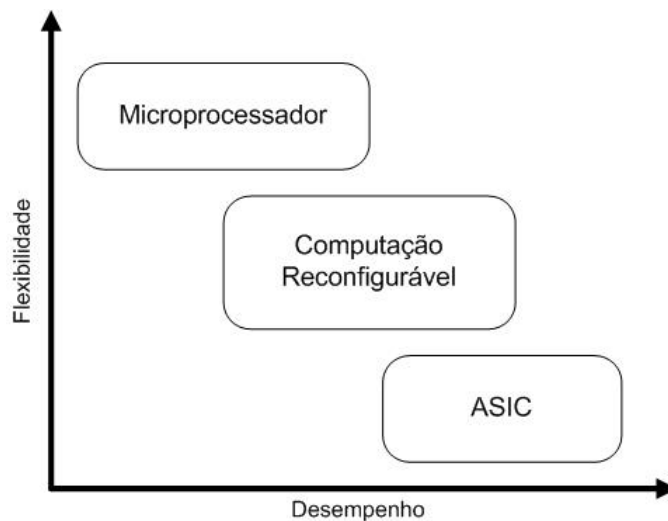 Microprocessador
Flexibilidade
Computação
Reconfigurável
ASIC
Desempenho